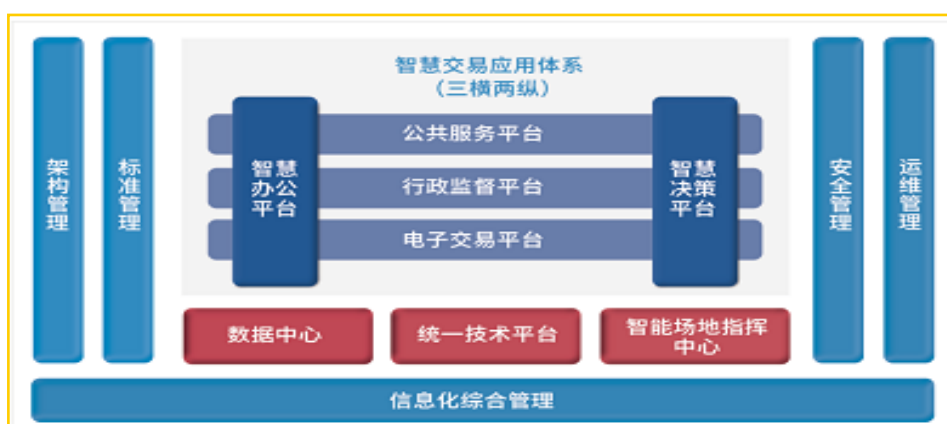 智慧交易应用体系
（三横两纵）
架构管理
标准管理
公共服务平台
行政监督平台
电子交易平台
智慧
办公
平台
智慧
决策
平台
安全管理
运维管理
数据中心
统一技术平台
智能场地指挥
中心
信息化综合管理